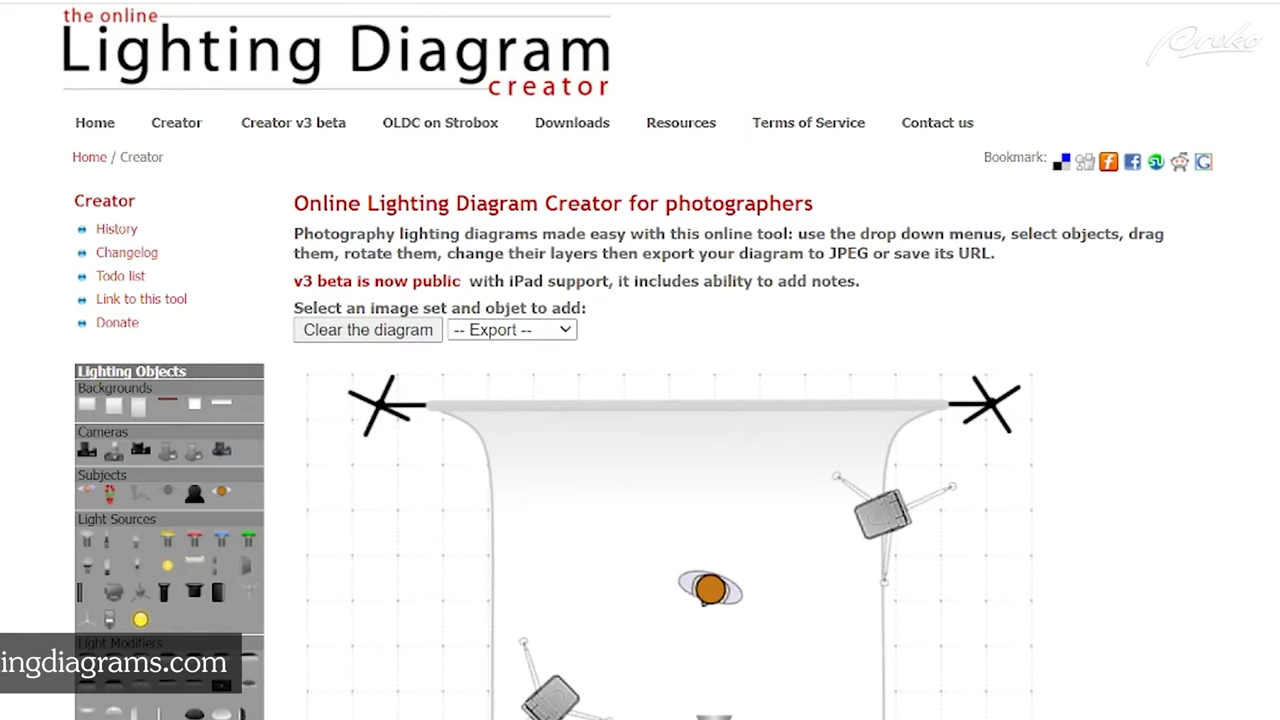 the online
Lighting Diagram
creator
Preko
Home Creator Creator v3 beta OLDC on Strobox Downloads Resources Terms of Service Contact us
Home / Creator
Bookmark:
Creator
History
Changelog
Todo list
Link to this tool
Donate
Online Lighting Diagram Creator for photographers
Photography lighting diagrams made easy with this online tool: use the drop down menus, select objects, drag
them, rotate them, change their layers then export your diagram to JPEG or save its URL.
v3 beta is now public with iPad support, it includes ability to add notes.
Select an image set and objet to add:
Clear the diagram -- Export --
Lighting Objects
Backgrounds
Cameras
Subjects
Light Sources
Light Modifiers
ingdiagrams.com